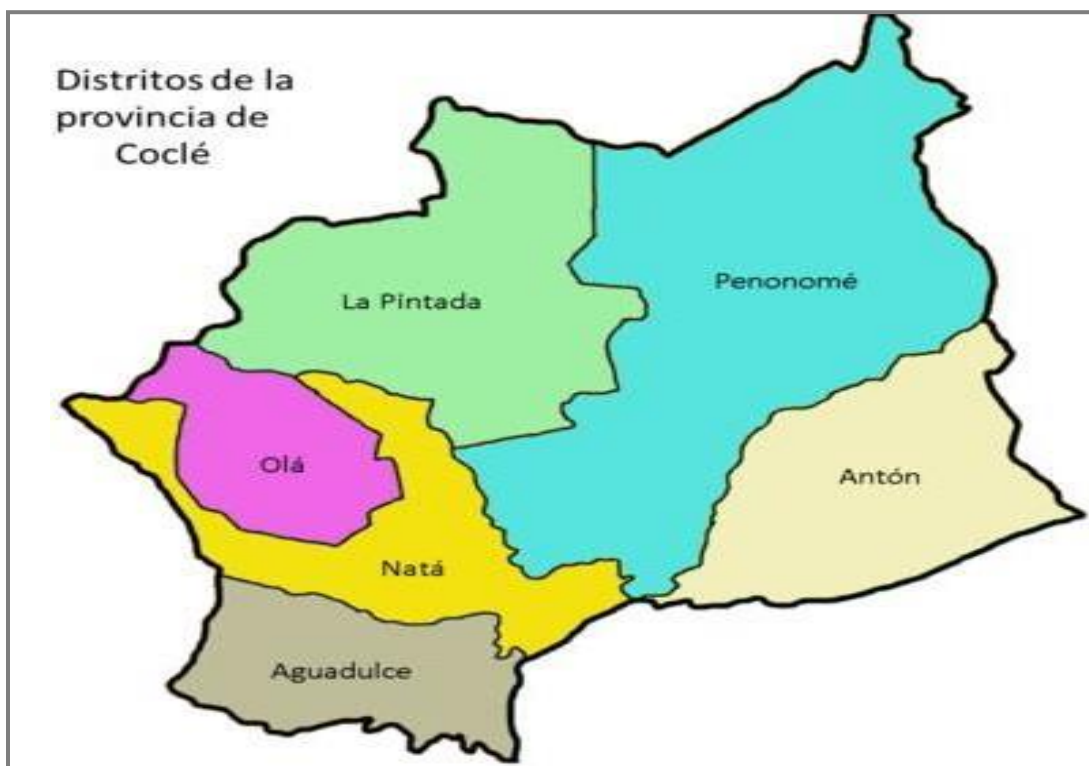 Distritos de la
provincia de
Coclé
Penonomé
La Pintada
Olá
Antón
Natá
Aguadulce